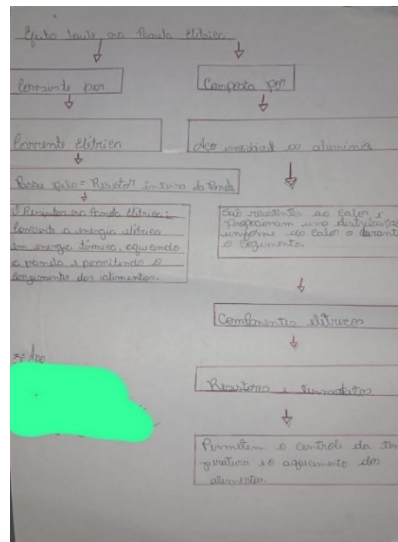 Efeito Joule na Panela Elétrica
Consiste por
Composta por
Corrente elétrica
Aço inoxidável ou alumínio
Passa pelo = Resistor interno da Panela
O Resistor na Panela Elétrica:
Converte a energia elétrica
em energia térmica, aquecendo
a panela e permitindo o
cozimento dos alimentos.
São resistentes ao calor e
proporcionam uma distribuição
uniforme do calor o durante
o cozimento.
Componentes elétricos
Resistores e termostatos
Permitem o controle da tem
peratura e o aquecimento dos
alimentos.